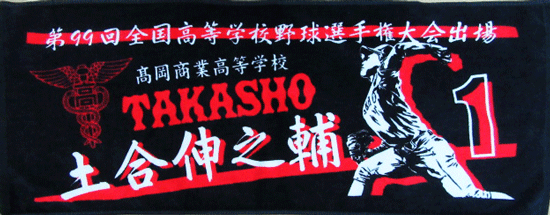 第99回全国高等学校野球選手権大会出場
髙岡商業高等学校
TAKASHO
土合伸之輔
高
1